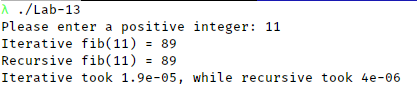 λ ./Lab-13
Please enter a positive integer: 11
Iterative fib(11) = 89
Recursive fib(11) = 89
Iterative took 1.9e-05, while recursive took 4e-06